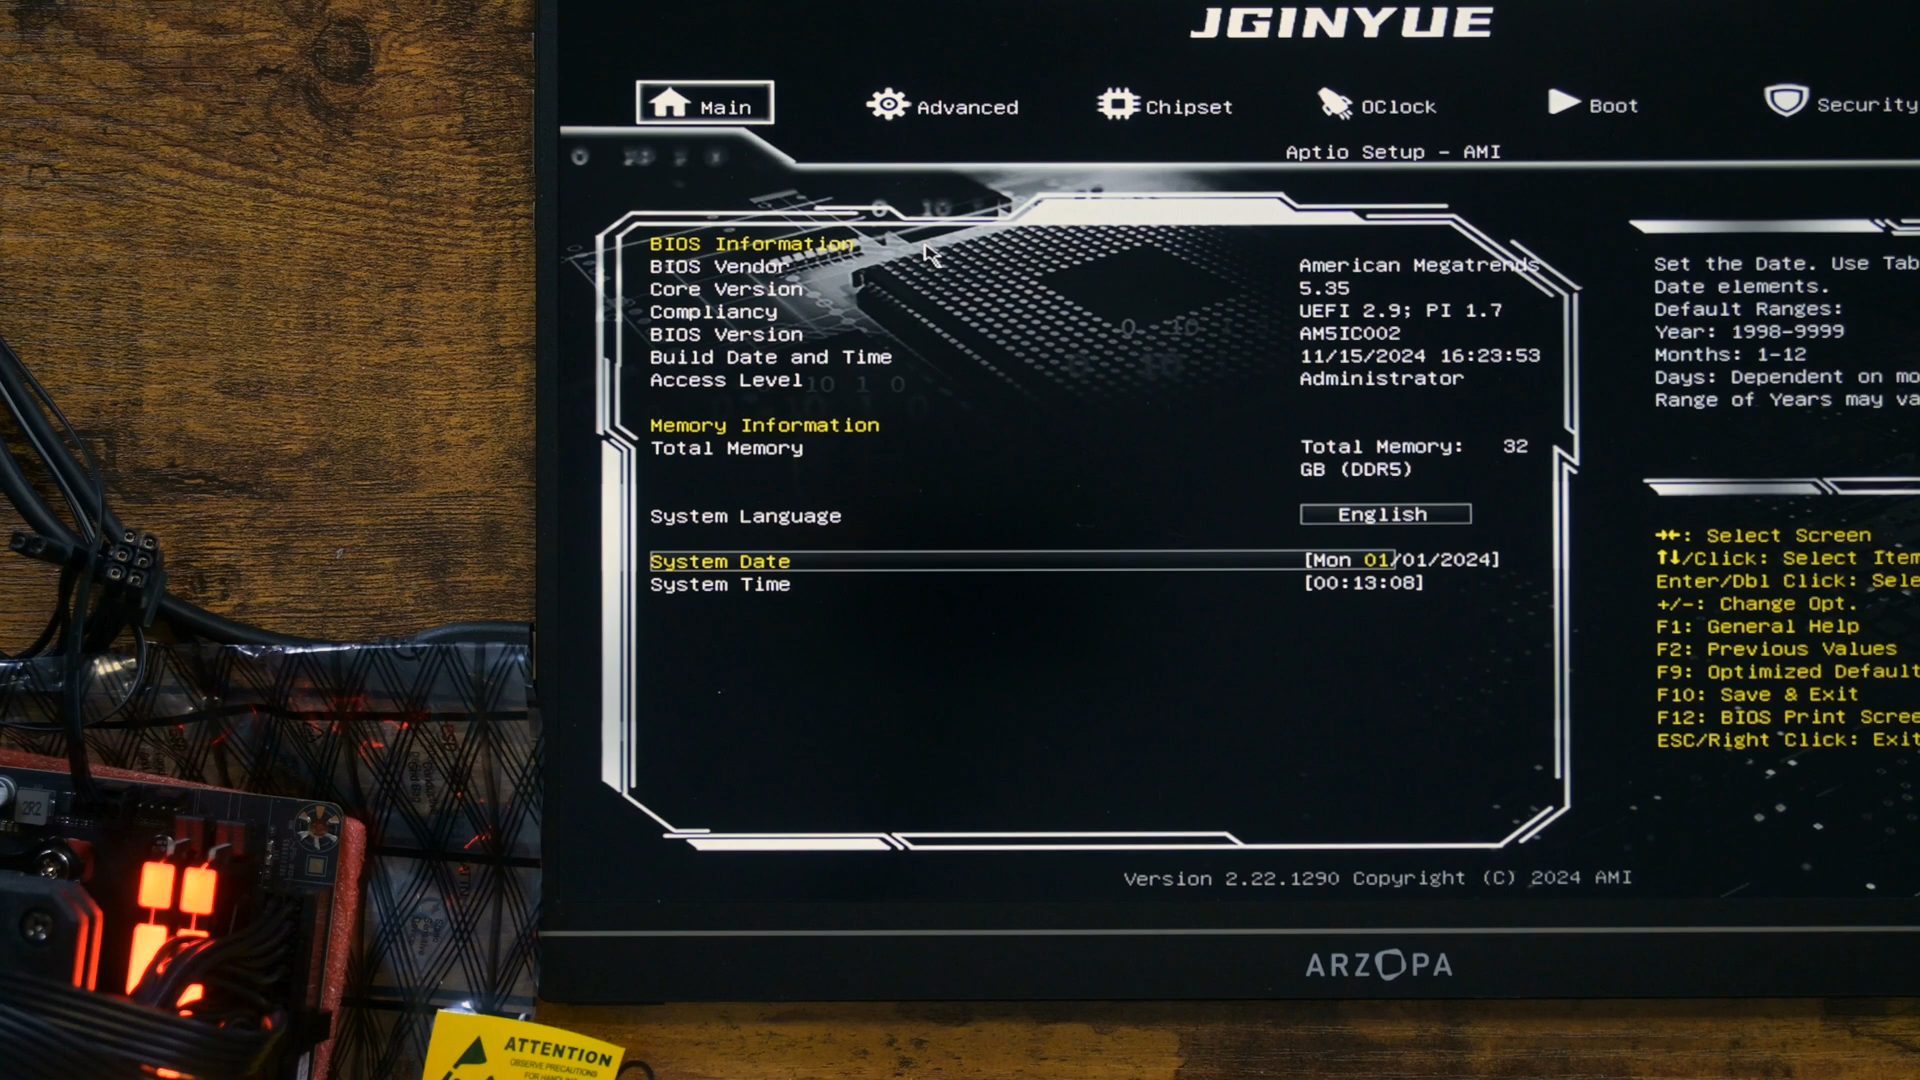 JGINYUE
Main Advanced Chipset OClock Boot Security
Aptio Setup - AMI
BIOS Information
BIOS Vendor American Megatrends
Core Version 5.35
Compliancy UEFI 2.9; PI 1.7
BIOS Version AM5IC002
Build Date and Time 11/15/2024 16:23:53
Access Level Administrator
Memory Information
Total Memory Total Memory: 32
GB (DDR5)
System Language English
System Date [Mon 01/01/2024]
System Time [00:13:08]
Set the Date. Use Tab
Date elements.
Default Ranges:
Year: 1998-9999
Months: 1-12
Days: Dependent on mo
Range of Years may va
→←: Select Screen
↑↓/Click: Select Item
Enter/Dbl Click: Sele
+/-: Change Opt.
F1: General Help
F2: Previous Values
F9: Optimized Default
F10: Save & Exit
F12: BIOS Print Scree
ESC/Right Click: Exit
Version 2.22.1290 Copyright (C) 2024 AMI
ARZOPA
2R2
ATTENTION
OBSERVE PRECAUTIONS
FOR HANDLING